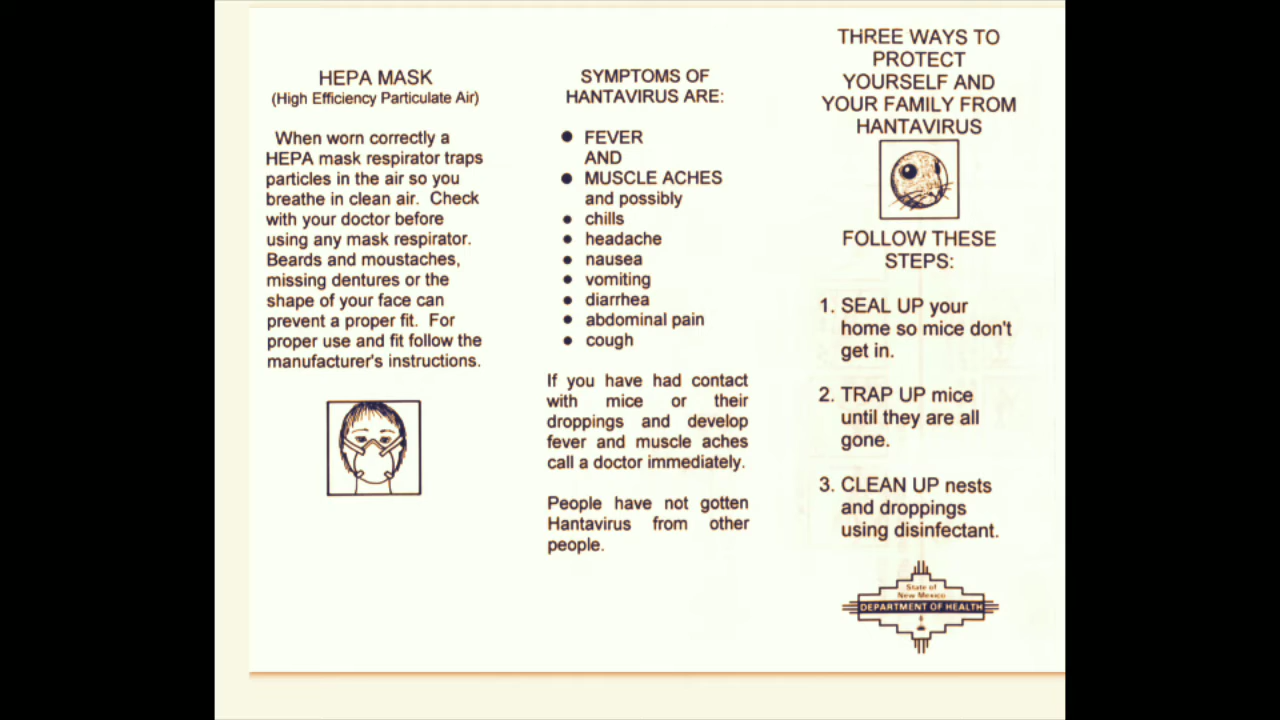 HEPA MASK
(High Efficiency Particulate Air)
When worn correctly a
HEPA mask respirator traps
particles in the air so you
breathe in clean air. Check
with your doctor before
using any mask respirator.
Beards and moustaches,
missing dentures or the
shape of your face can
prevent a proper fit. For
proper use and fit follow the
manufacturer's instructions.
SYMPTOMS OF
HANTAVIRUS ARE:
● FEVER
AND
● MUSCLE ACHES
and possibly
● chills
● headache
● nausea
● vomiting
● diarrhea
● abdominal pain
● cough
If you have had contact
with mice or their
droppings and develop
fever and muscle aches
call a doctor immediately.
People have not gotten
Hantavirus from other
people.
THREE WAYS TO
PROTECT
YOURSELF AND
YOUR FAMILY FROM
HANTAVIRUS
FOLLOW THESE
STEPS:
1. SEAL UP your
home so mice don't
get in.
2. TRAP UP mice
until they are all
gone.
3. CLEAN UP nests
and droppings
using disinfectant.
State of
New Mexico
DEPARTMENT OF HEALTH